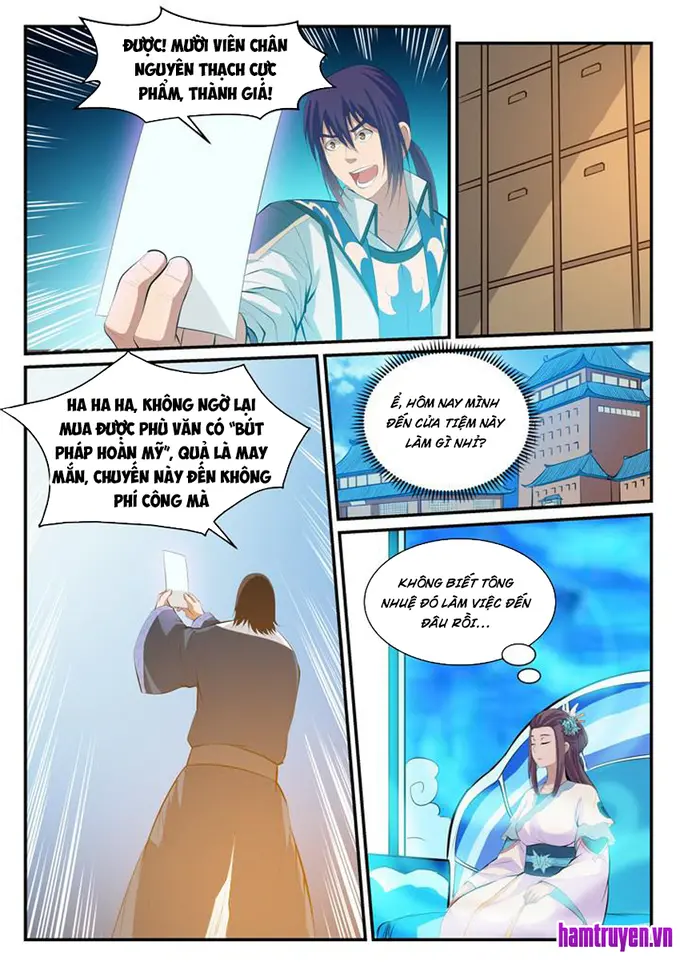 ĐƯỢC! MƯỜI VIÊN CHÂN
NGUYÊN THẠCH CỰC
PHẨM, THÀNH GIÁ!
HA HA HA, KHÔNG NGỜ LẠI
MUA ĐƯỢC PHÙ VĂN CÓ "BÚT
PHÁP HOÀN MỸ", QUẢ LÀ MAY
MẮN, CHUYẾN NÀY ĐẾN KHÔNG
PHÍ CÔNG MÀ
Ể, HÔM NAY MÌNH
ĐẾN CỬA TIỆM NÀY
LÀM GÌ NHỈ?
KHÔNG BIẾT TÔNG
NHUỆ ĐÓ LÀM VIỆC ĐẾN
ĐÂU RỒI...
hamtruyen.vn